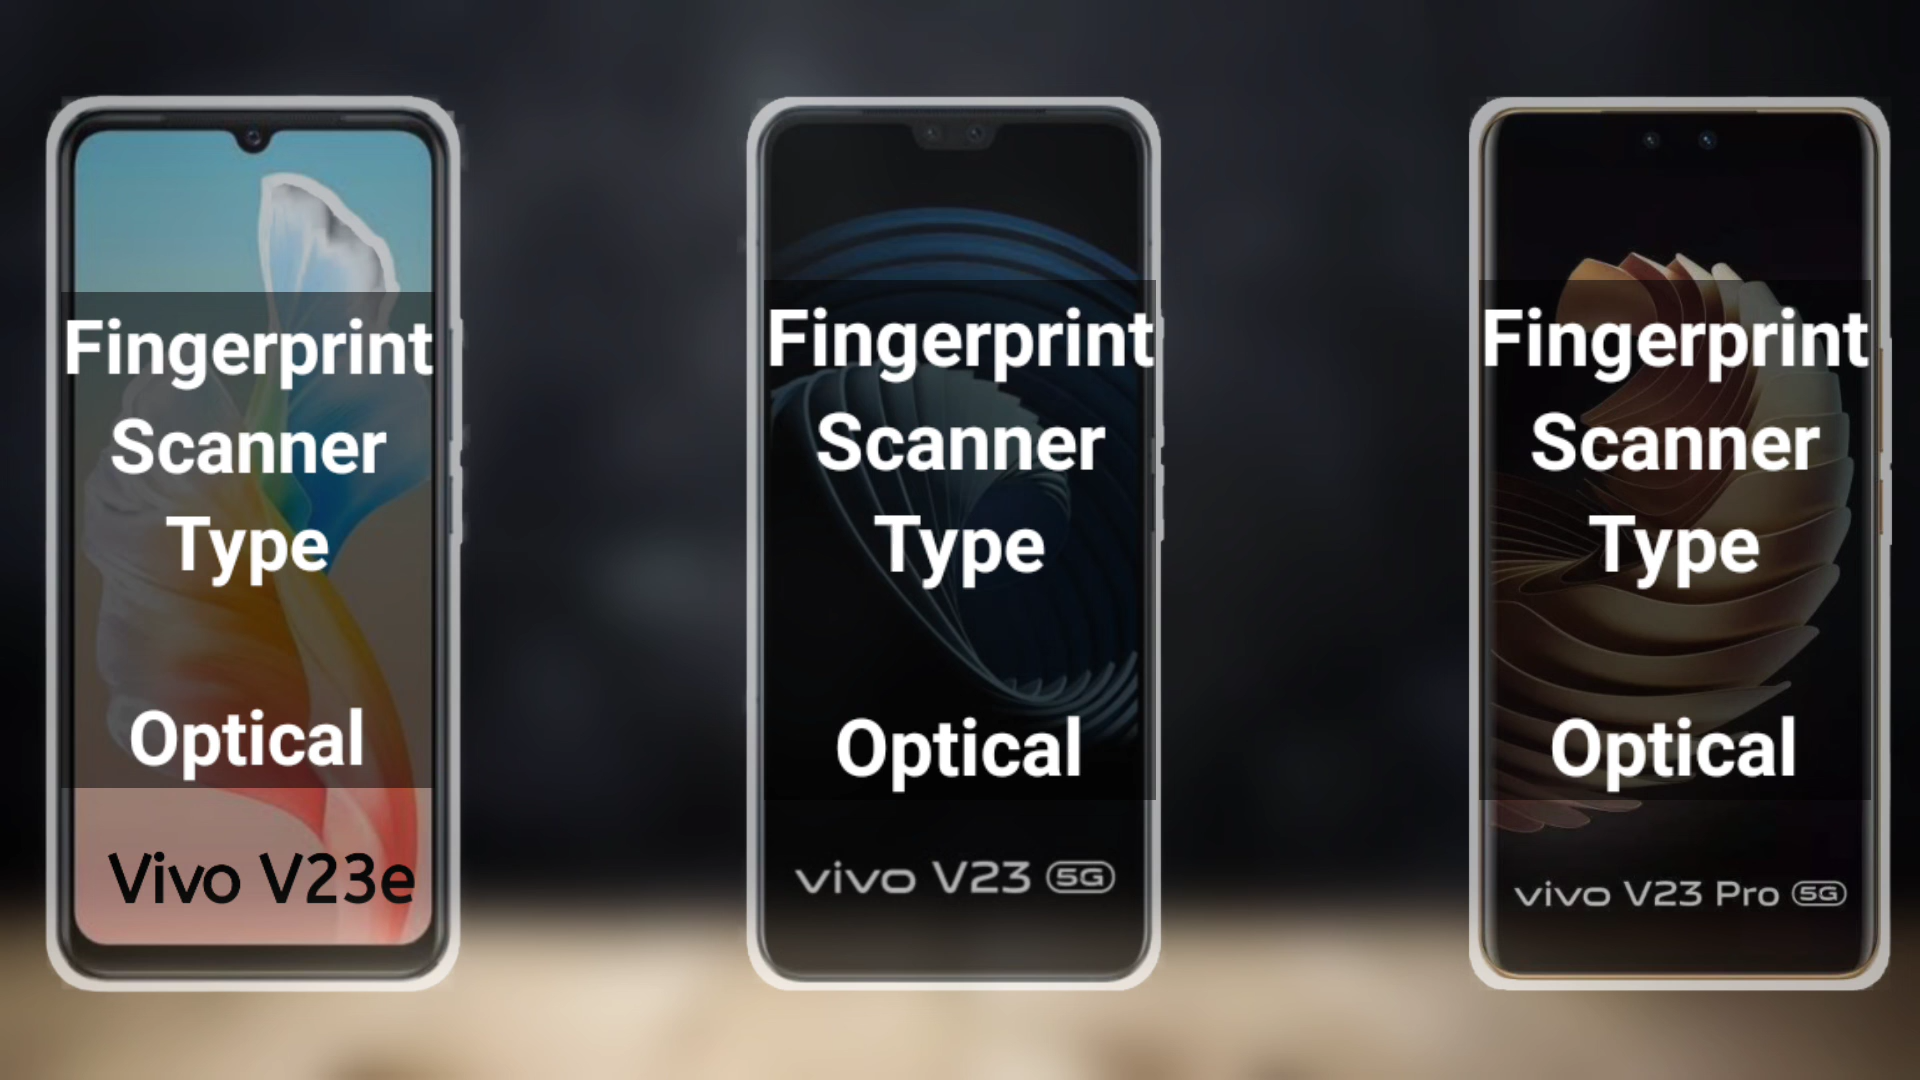 Fingerprint
Scanner
Type
Optical
Vivo V23e
Fingerprint
Scanner
Type
Optical
vivo V23 5G
Fingerprint
Scanner
Type
Optical
vivo V23 Pro 5G